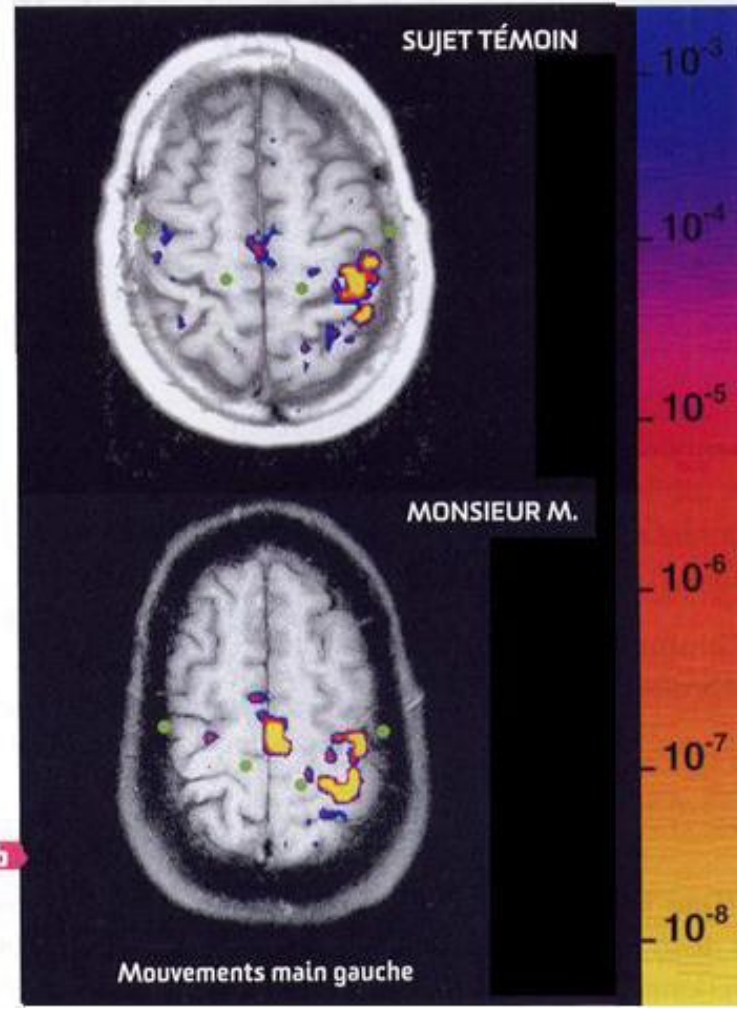 SUJET TÉMOIN
10⁻³
10⁻⁴
10⁻⁵
MONSIEUR M.
10⁻⁶
10⁻⁷
10⁻⁸
Mouvements main gauche